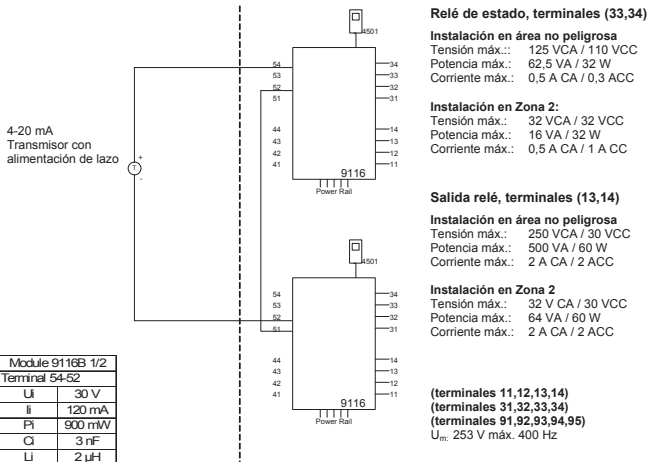 4501
54
53
52
51
44
43
42
41
34
33
32
31
14
13
12
11
9116
Power Rail
4-20 mA
Transmisor con
alimentación de lazo
+
T
-
4501
54
53
52
51
44
43
42
41
34
33
32
31
14
13
12
11
9116
Power Rail
Module 9116B 1/2
Terminal 54-52
Ui 30 V
Ii 120 mA
Pi 900 mW
Ci 3 nF
Li 2 µH
Relé de estado, terminales (33,34)
Instalación en área no peligrosa
Tensión máx.:: 125 VCA / 110 VCC
Potencia máx.: 62,5 VA / 32 W
Corriente máx.: 0,5 A CA / 0,3 ACC
Instalación en Zona 2:
Tensión máx.: 32 VCA / 32 VCC
Potencia máx.: 16 VA / 32 W
Corriente máx.: 0,5 A CA / 1 A CC
Salida relé, terminales (13,14)
Instalación en área no peligrosa
Tensión máx.: 250 VCA / 30 VCC
Potencia máx.: 500 VA / 60 W
Corriente máx.: 2 A CA / 2 ACC
Instalación en Zona 2
Tensión máx.: 32 V CA / 30 VCC
Potencia máx.: 64 VA / 60 W
Corriente máx.: 2 A CA / 2 ACC
(terminales 11,12,13,14)
(terminales 31,32,33,34)
(terminales 91,92,93,94,95)
Um: 253 V máx. 400 Hz